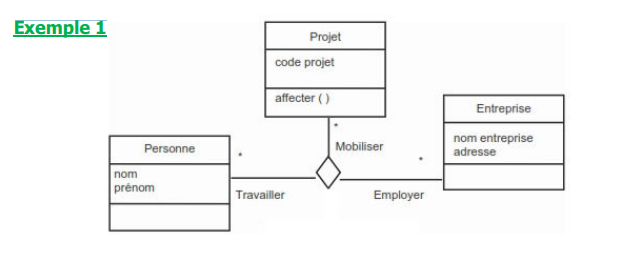 Exemple 1
Projet
code projet
affecter ( )
*
Mobiliser
Entreprise
nom entreprise
adresse
*
Employer
Personne
nom
prénom
*
Travailler